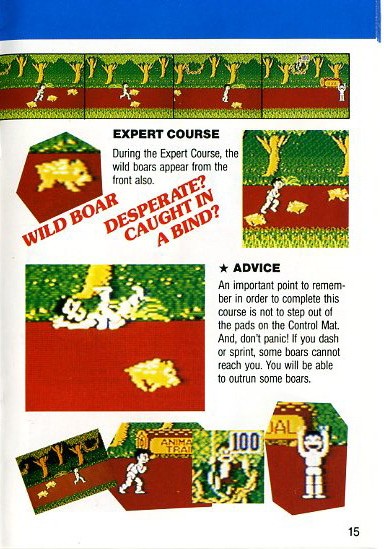 EXPERT COURSE
During the Expert Course, the
wild boars appear from the
front also.
WILD BOAR
DESPERATE?
CAUGHT IN
A BIND?
★ ADVICE
An important point to remem-
ber in order to complete this
course is not to step out of
the pads on the Control Mat.
And, don't panic! If you dash
or sprint, some boars cannot
reach you. You will be able
to outrun some boars.
ANIMA
TRAI
100
UAL
15